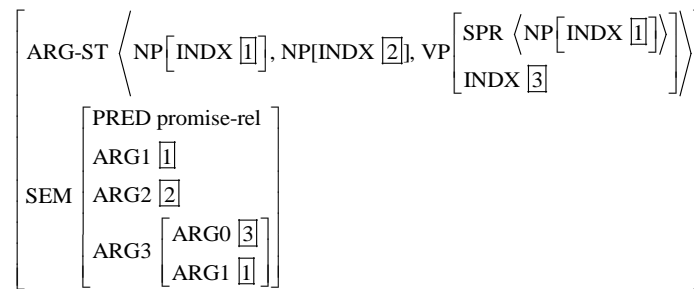 ARG-ST ⟨NP[INDX 1], NP[INDX 2], VP[SPR ⟨NP[INDX 1]⟩
INDX 3]⟩
SEM [PRED promise-rel
ARG1 1
ARG2 2
ARG3 [ARG0 3
ARG1 1]]